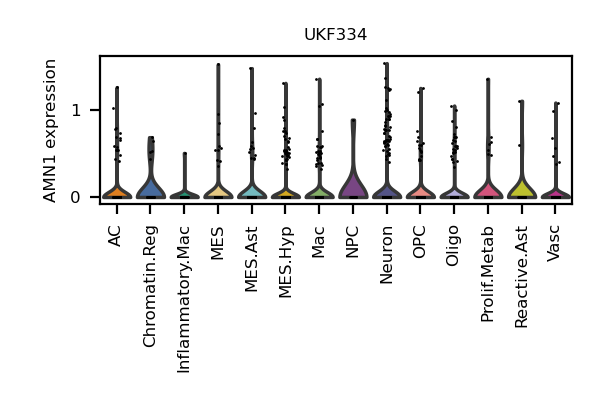 UKF334
AMN1 expression
1
0
AC
Chromatin.Reg
Inflammatory.Mac
MES
MES.Ast
MES.Hyp
Mac
NPC
Neuron
OPC
Oligo
Prolif.Metab
Reactive.Ast
Vasc